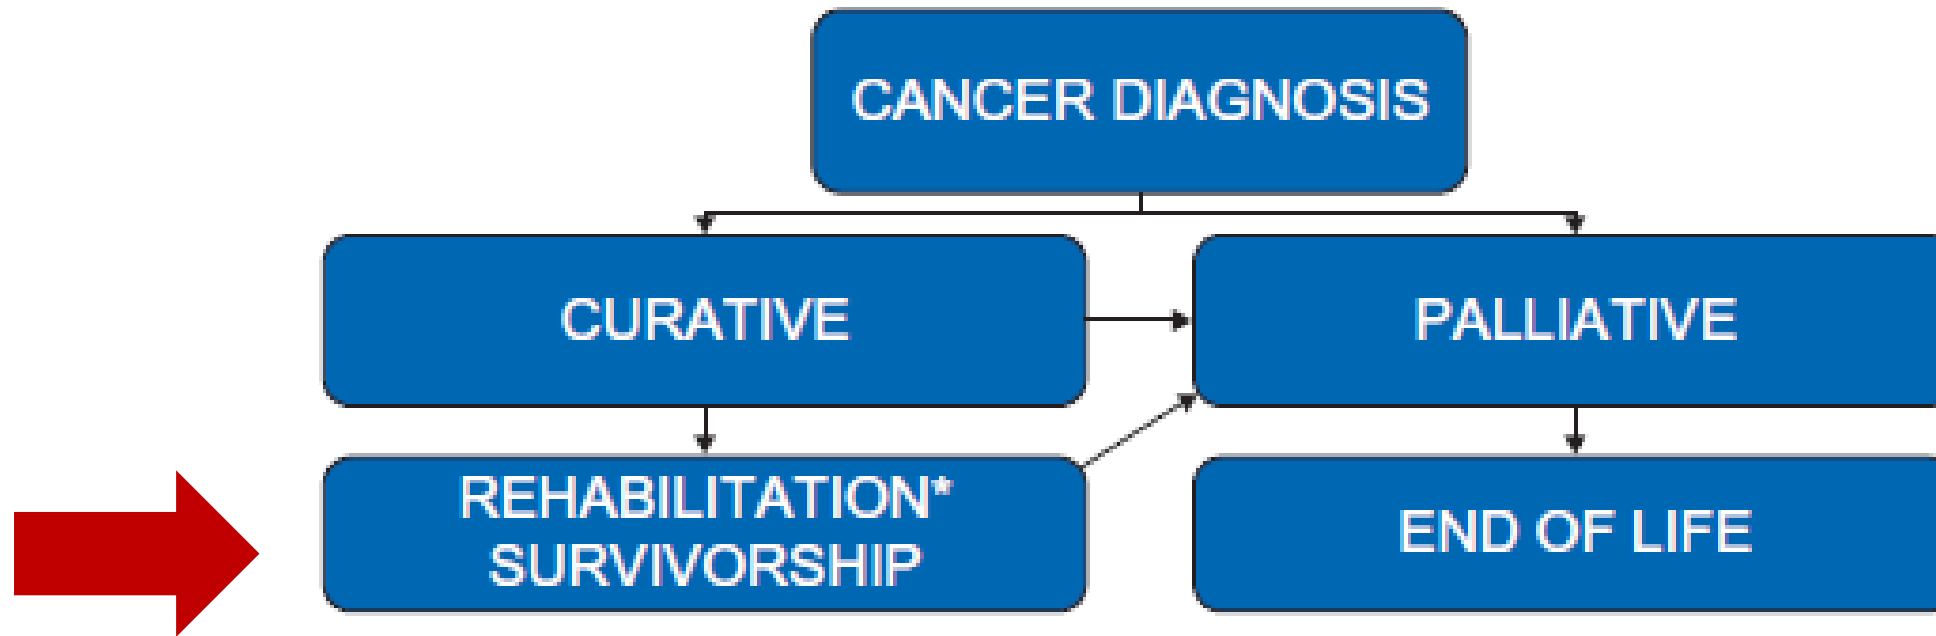 CANCER DIAGNOSIS
CURATIVE
PALLIATIVE
REHABILITATION*
SURVIVORSHIP
END OF LIFE